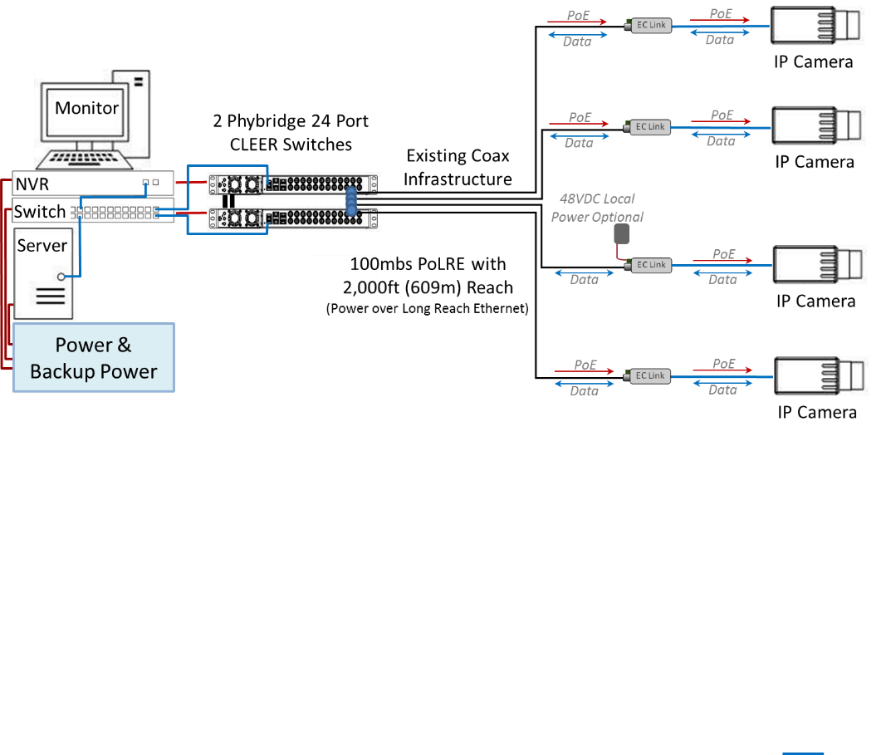 PoE
EC Link
PoE
Data
Data
IP Camera
Monitor
2 Phybridge 24 Port
CLEER Switches
PoE
EC Link
PoE
Data
Data
Existing Coax
Infrastructure
IP Camera
NVR
Switch
48VDC Local
Power Optional
Server
100mbs PoLRE with
2,000ft (609m) Reach
(Power over Long Reach Ethernet)
EC Link
PoE
Data
Data
IP Camera
Power &
Backup Power
PoE
EC Link
PoE
Data
Data
IP Camera